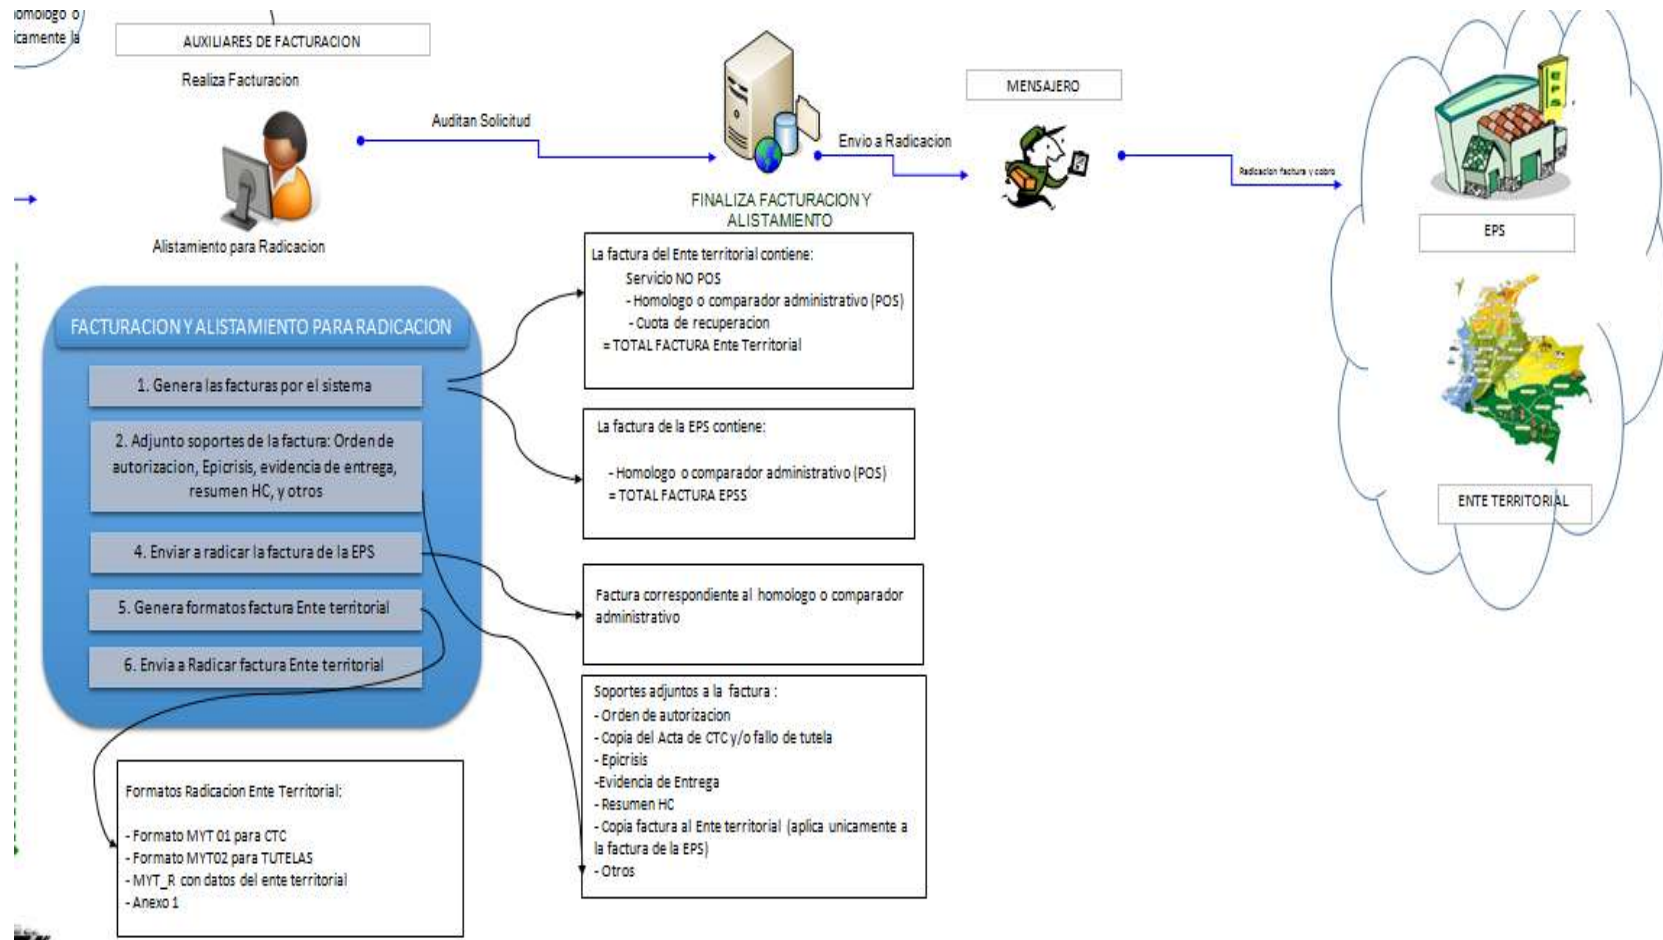 homologo o
icamente la
AUXILIARES DE FACTURACION
Realiza Facturacion
Alistamiento para Radicacion
Auditan Solicitud
FINALIZA FACTURACION Y
ALISTAMIENTO
Envio a Radicacion
MENSAJERO
Radicacion factura y cobro
EPS
EPS
ENTE TERRITORIAL
FACTURACION Y ALISTAMIENTO PARA RADICACION
1. Genera las facturas por el sistema
2. Adjunto soportes de la factura: Orden de
autorizacion, Epicrisis, evidencia de entrega,
resumen HC, y otros
4. Enviar a radicar la factura de la EPS
5. Genera formatos factura Ente territorial
6. Envia a Radicar factura Ente territorial
La factura del Ente territorial contiene:
Servicio NO POS
- Homologo o comparador administrativo (POS)
- Cuota de recuperacion
= TOTAL FACTURA Ente Territorial
La factura de la EPS contiene:
- Homologo o comparador administrativo (POS)
= TOTAL FACTURA EPSS
Factura correspondiente al homologo o comparador
administrativo
Soportes adjuntos a la factura :
- Orden de autorizacion
- Copia del Acta de CTC y/o fallo de tutela
- Epicrisis
-Evidencia de Entrega
- Resumen HC
- Copia factura al Ente territorial (aplica unicamente a
la factura de la EPS)
- Otros
Formatos Radicacion Ente Territorial:
- Formato MYT 01 para CTC
- Formato MYT02 para TUTELAS
- MYT_R con datos del ente territorial
- Anexo 1